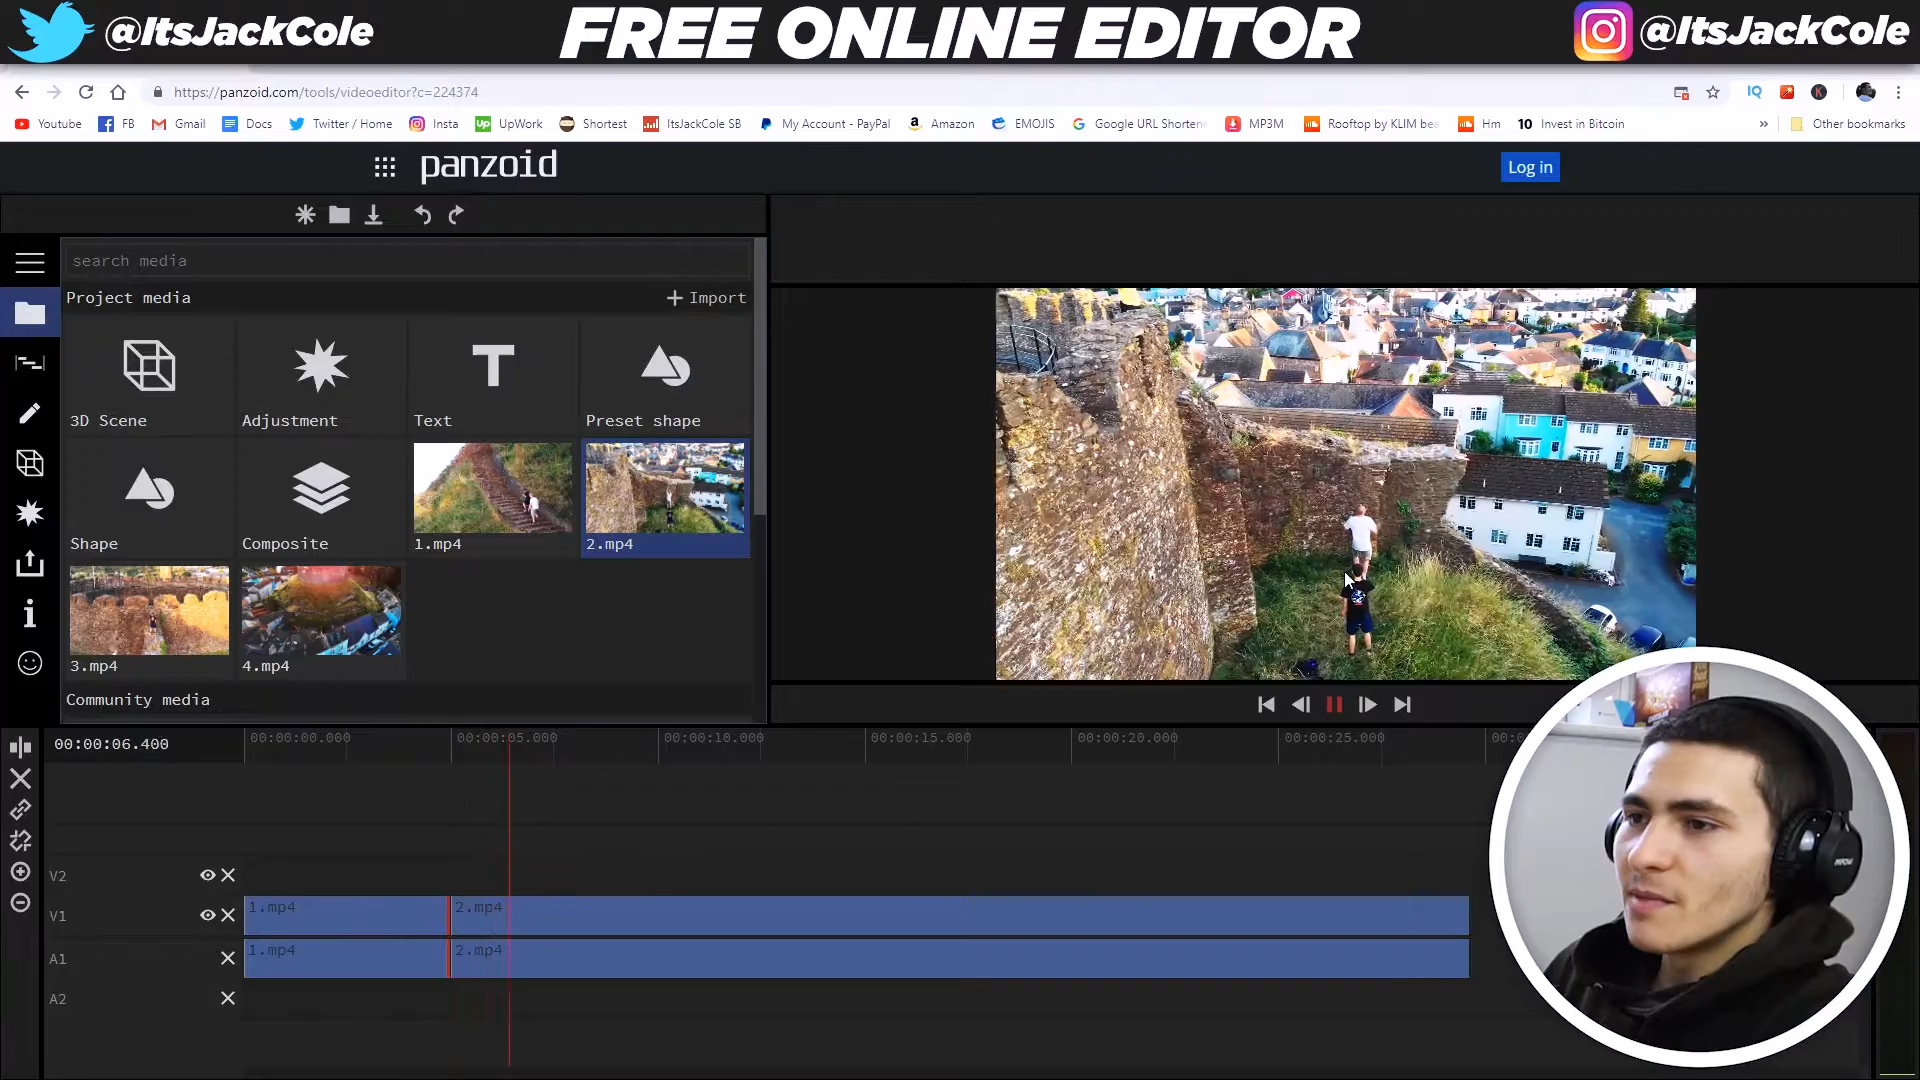 @ItsJackCole
FREE ONLINE EDITOR
@ItsJackCole
https://panzoid.com/tools/videoeditor?c=224374
IQ
K
Youtube
FB
Gmail
Docs
Twitter / Home
Insta
Up
UpWork
Shortest
ItsJackCole SB
My Account - PayPal
Amazon
EMOJIS
Google URL Shortene
MP3M
Rooftop by KLIM bea
Hm
10
Invest in Bitcoin
»
Other bookmarks
panzoid
Log in
search media
Project media
+ Import
3D Scene
Adjustment
T
Text
Preset shape
Shape
Composite
1.mp4
2.mp4
3.mp4
4.mp4
Community media
00:00:06.400
00:00:00.000
00:00:05.000
00:00:10.000
00:00:15.000
00:00:20.000
00:00:25.000
00:
V2
V1
1.mp4
2.mp4
A1
1.mp4
2.mp4
A2